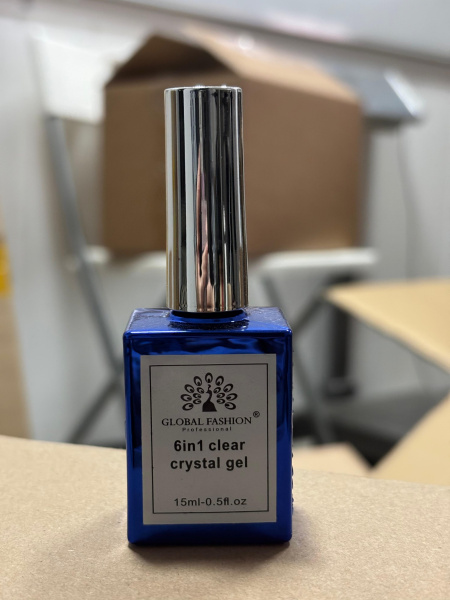 GLOBAL FASHION®
Professional
6in1 clear
crystal gel
15ml-0.5fl.oz